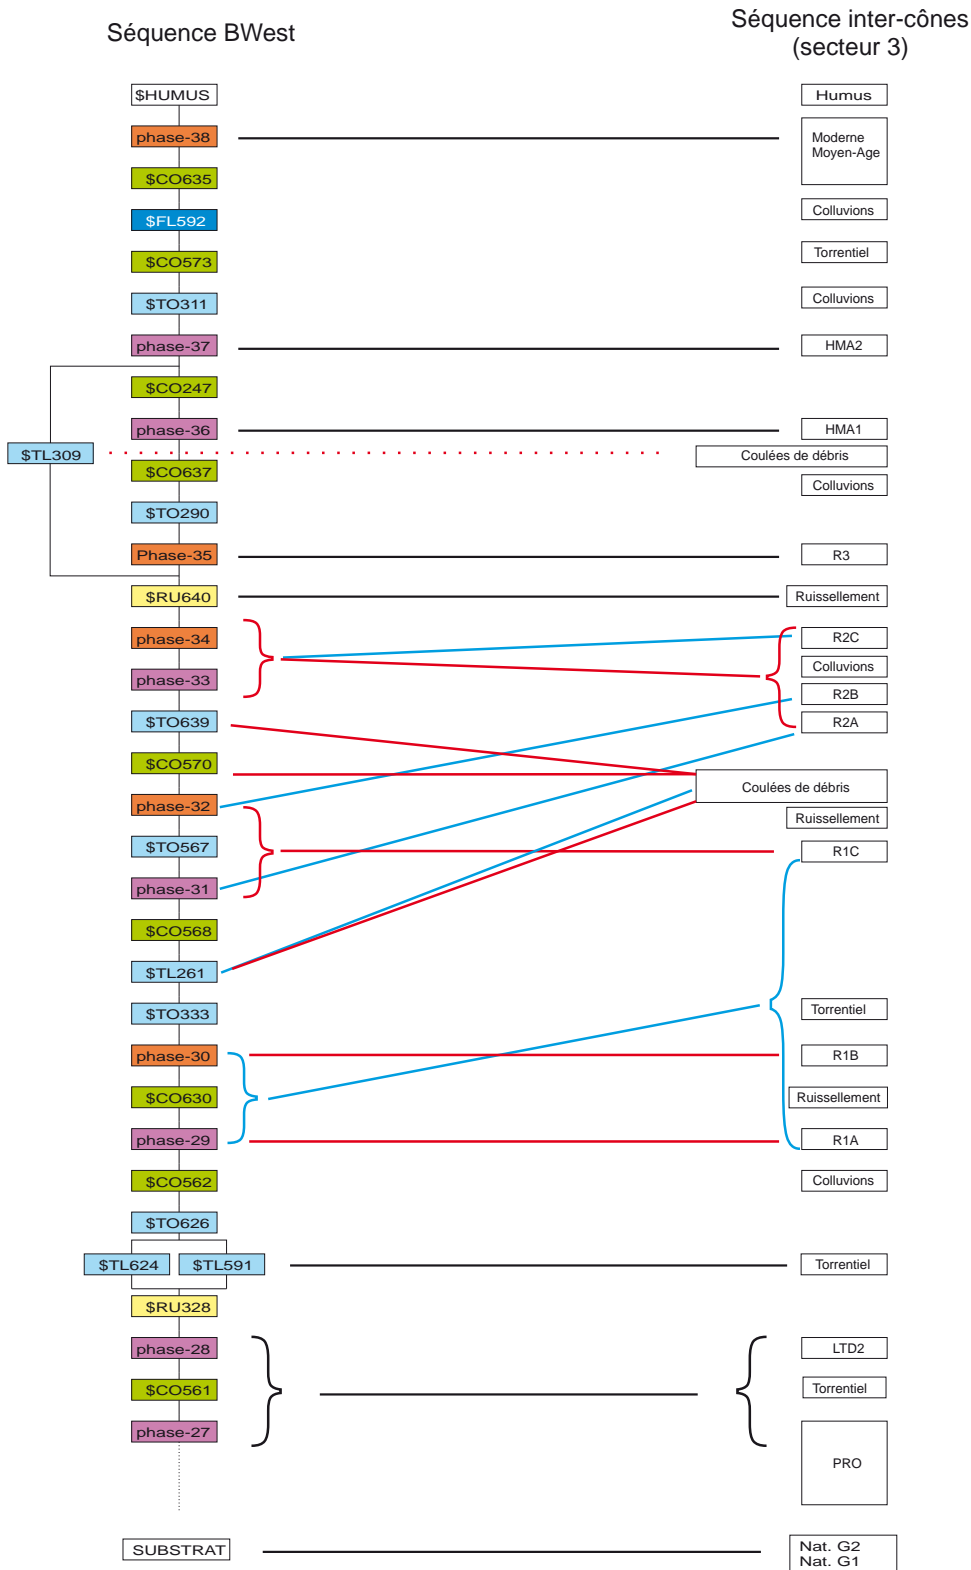 Séquence BWest
Séquence inter-cônes
(secteur 3)
$HUMUS
Humus
phase-38
Moderne
Moyen-Age
$CO635
$FL592
Colluvions
$CO573
Torrentiel
$TO311
Colluvions
phase-37
HMA2
$CO247
phase-36
HMA1
$TL309
Coulées de débris
$CO637
Colluvions
$TO290
Phase-35
R3
$RU640
Ruissellement
phase-34
R2C
Colluvions
phase-33
R2B
$TO639
R2A
$CO570
Coulées de débris
phase-32
Ruissellement
$TO567
R1C
phase-31
$CO568
$TL261
$TO333
Torrentiel
phase-30
R1B
$CO630
Ruissellement
phase-29
R1A
$CO562
Colluvions
$TO626
$TL624
$TL591
Torrentiel
$RU328
phase-28
LTD2
$CO561
Torrentiel
phase-27
PRO
SUBSTRAT
Nat. G2
Nat. G1